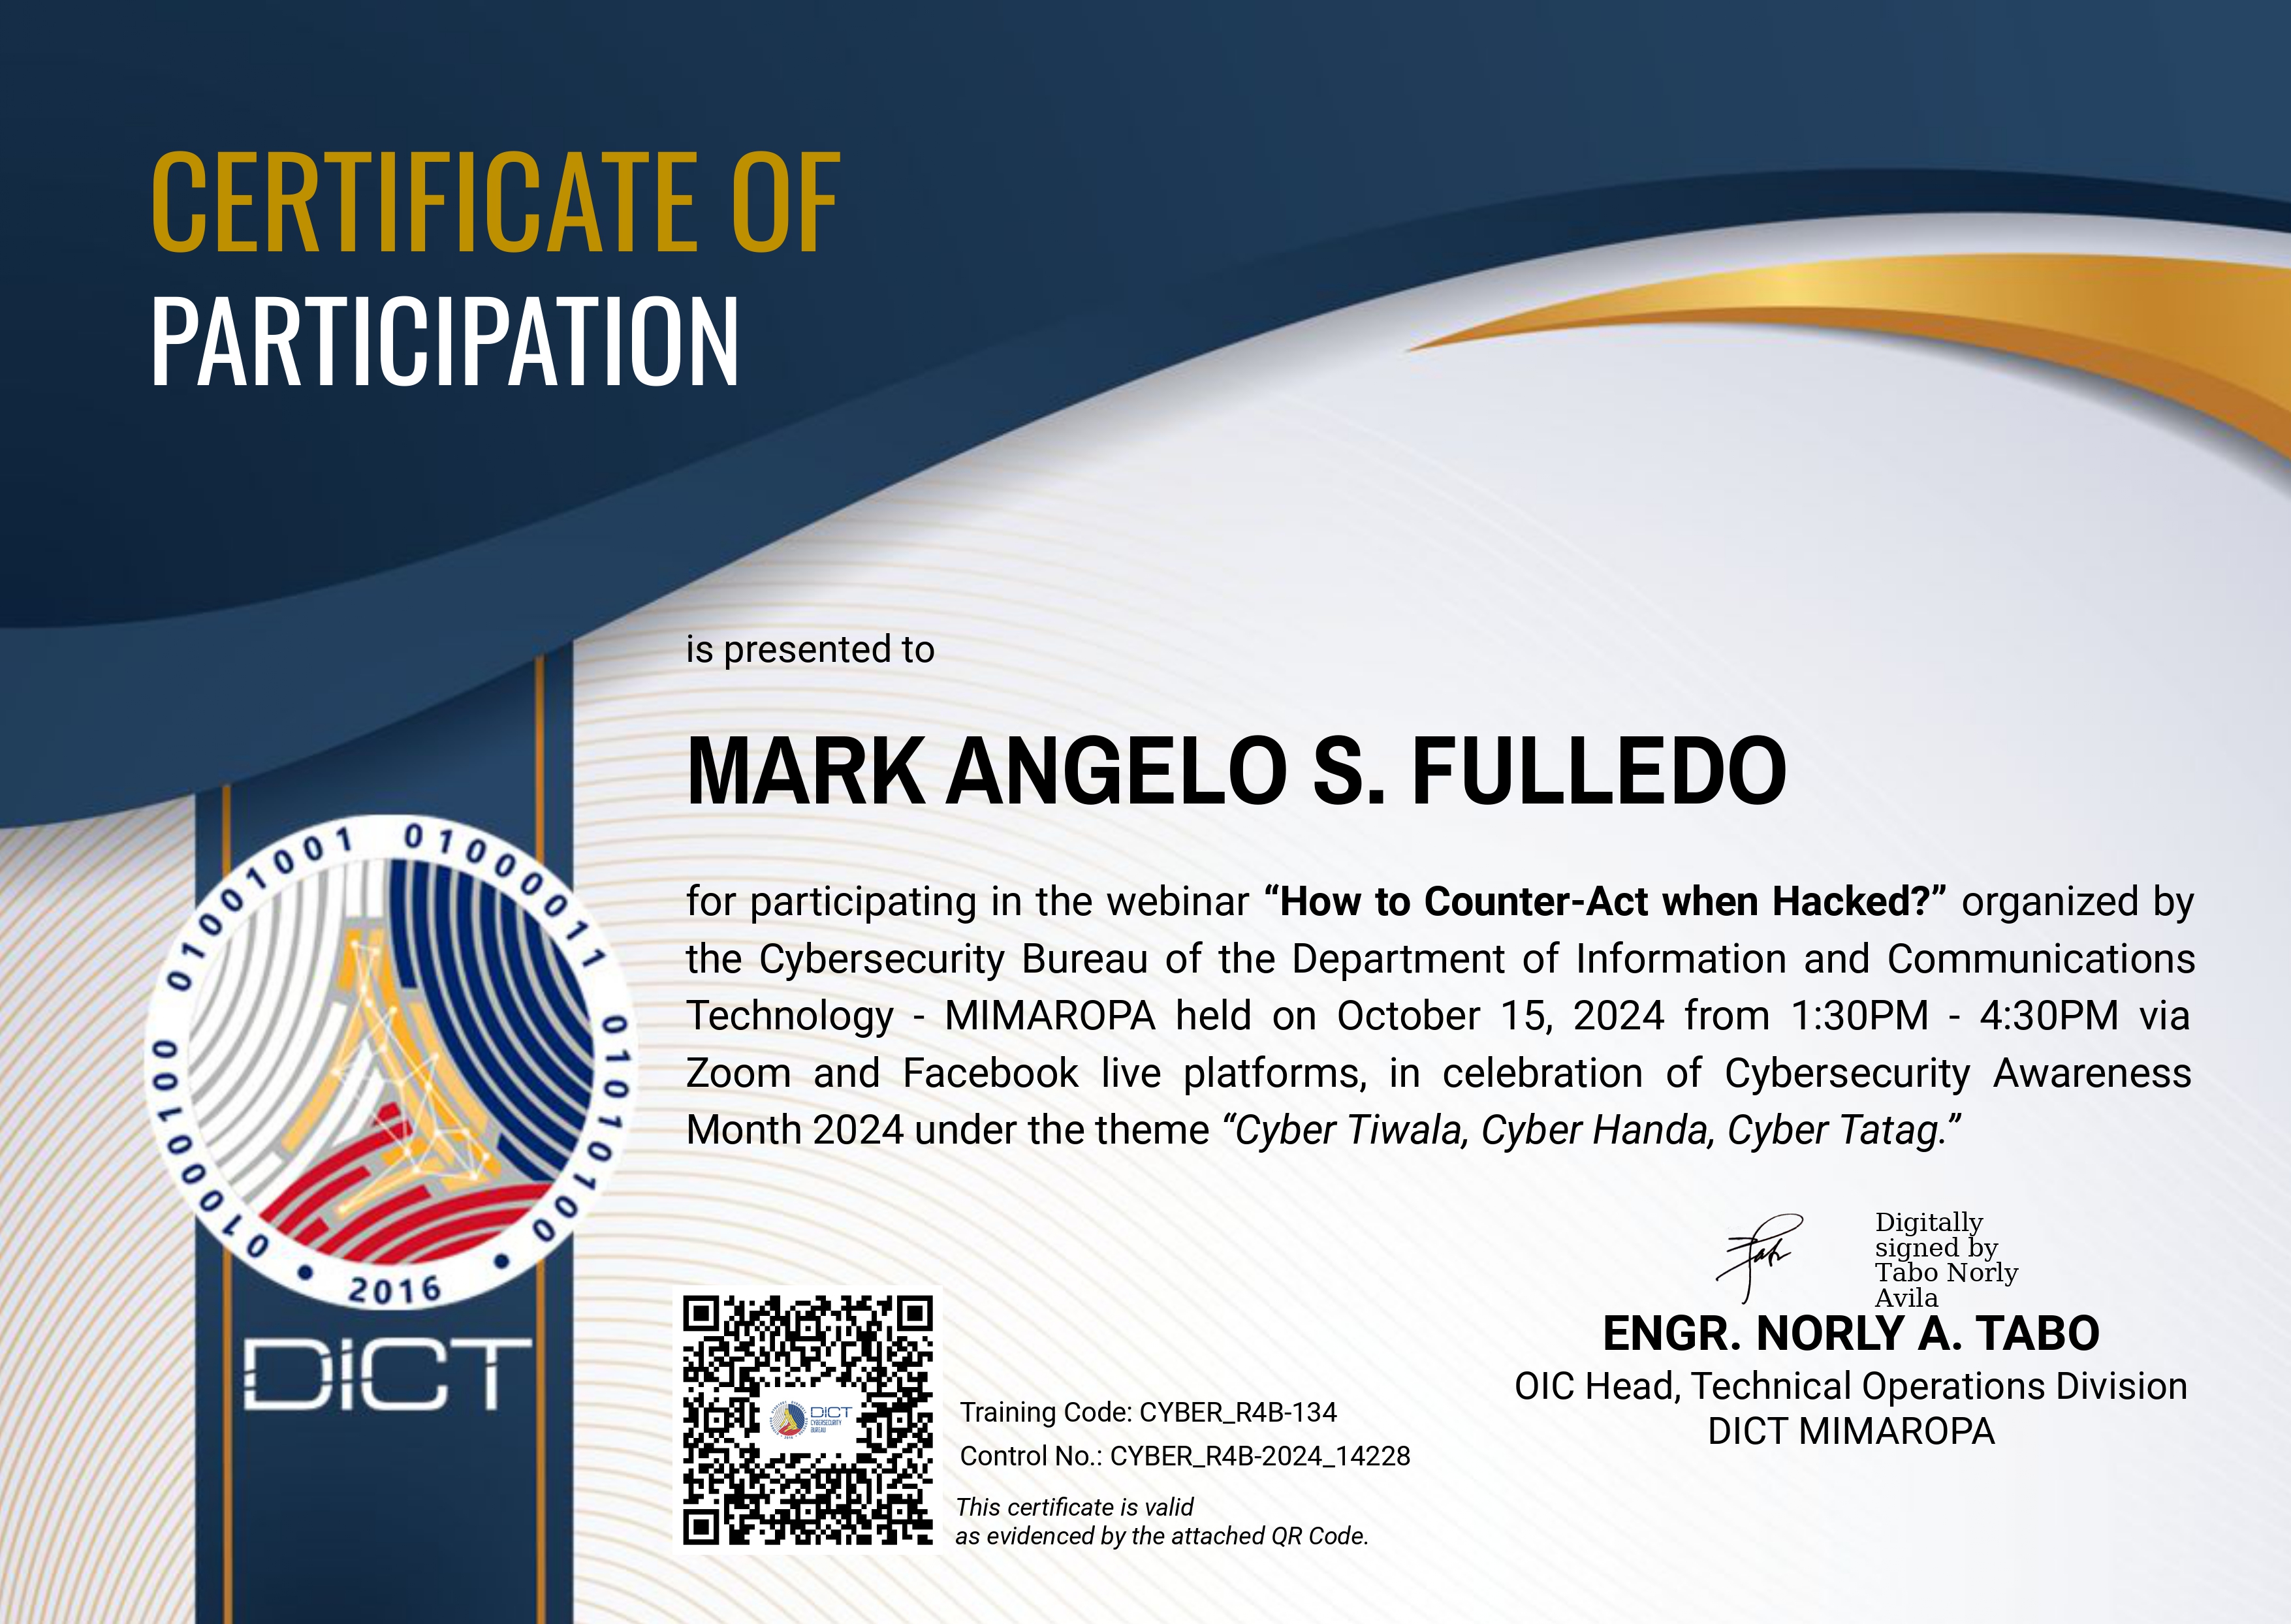 CERTIFICATE OF
PARTICIPATION
is presented to
MARK ANGELO S. FULLEDO
for participating in the webinar “How to Counter-Act when Hacked?” organized by
the Cybersecurity Bureau of the Department of Information and Communications
Technology - MIMAROPA held on October 15, 2024 from 1:30PM - 4:30PM via
Zoom and Facebook live platforms, in celebration of Cybersecurity Awareness
Month 2024 under the theme “Cyber Tiwala, Cyber Handa, Cyber Tatag.”
01000100 01001001 01000011 01010100
2016
DICT
Digitally
signed by
Tabo Norly
Avila
ENGR. NORLY A. TABO
OIC Head, Technical Operations Division
DICT MIMAROPA
DICT
CYBERSECURITY
BUREAU
Training Code: CYBER_R4B-134
Control No.: CYBER_R4B-2024_14228
This certificate is valid
as evidenced by the attached QR Code.